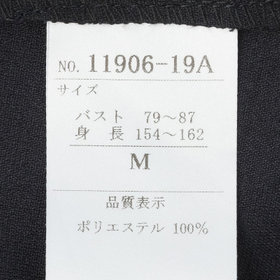 NO. 11906-19A
サイズ
バスト 79～87
身長 154～162
M
品質表示
ポリエステル 100%